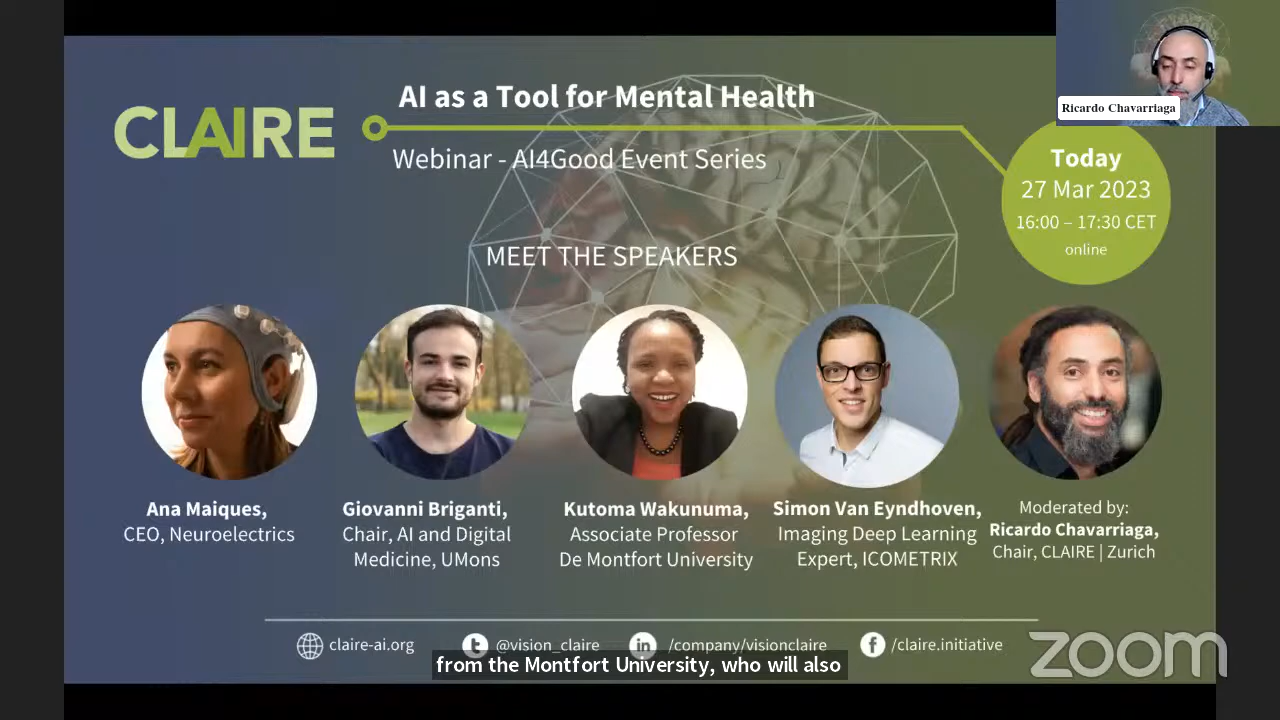 Ricardo Chavarriaga
CLAIRE
AI as a Tool for Mental Health
Webinar - AI4Good Event Series
Today
27 Mar 2023
16:00 – 17:30 CET
online
MEET THE SPEAKERS
Ana Maiques,
CEO, Neuroelectrics
Giovanni Briganti,
Chair, AI and Digital
Medicine, UMons
Kutoma Wakunuma,
Associate Professor
De Montfort University
Simon Van Eyndhoven,
Imaging Deep Learning
Expert, ICOMETRIX
Moderated by:
Ricardo Chavarriaga,
Chair, CLAIRE | Zurich
claire-ai.org
@vision_claire
/company/visionclaire
/claire.initiative
from the Montfort University, who will also
zoom